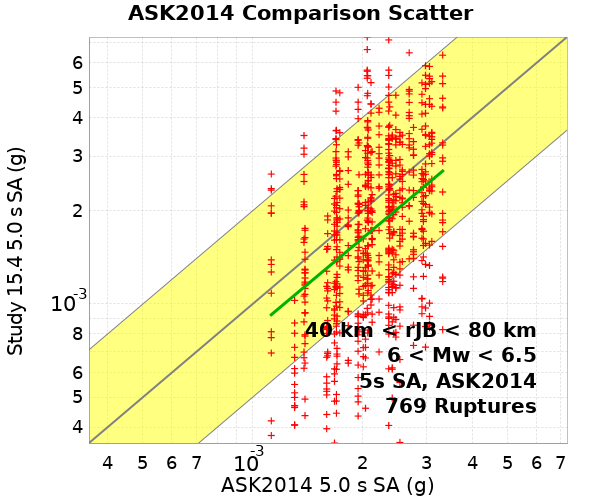 ASK2014 Comparison Scatter
6
5
4
3
2
10-3
8
6
5
4
Study 15.4 5.0 s SA (g)
40 km < rJB < 80 km
6 < Mw < 6.5
5s SA, ASK2014
769 Ruptures
4 5 6 7 10-3 2 3 4 5 6 7
ASK2014 5.0 s SA (g)